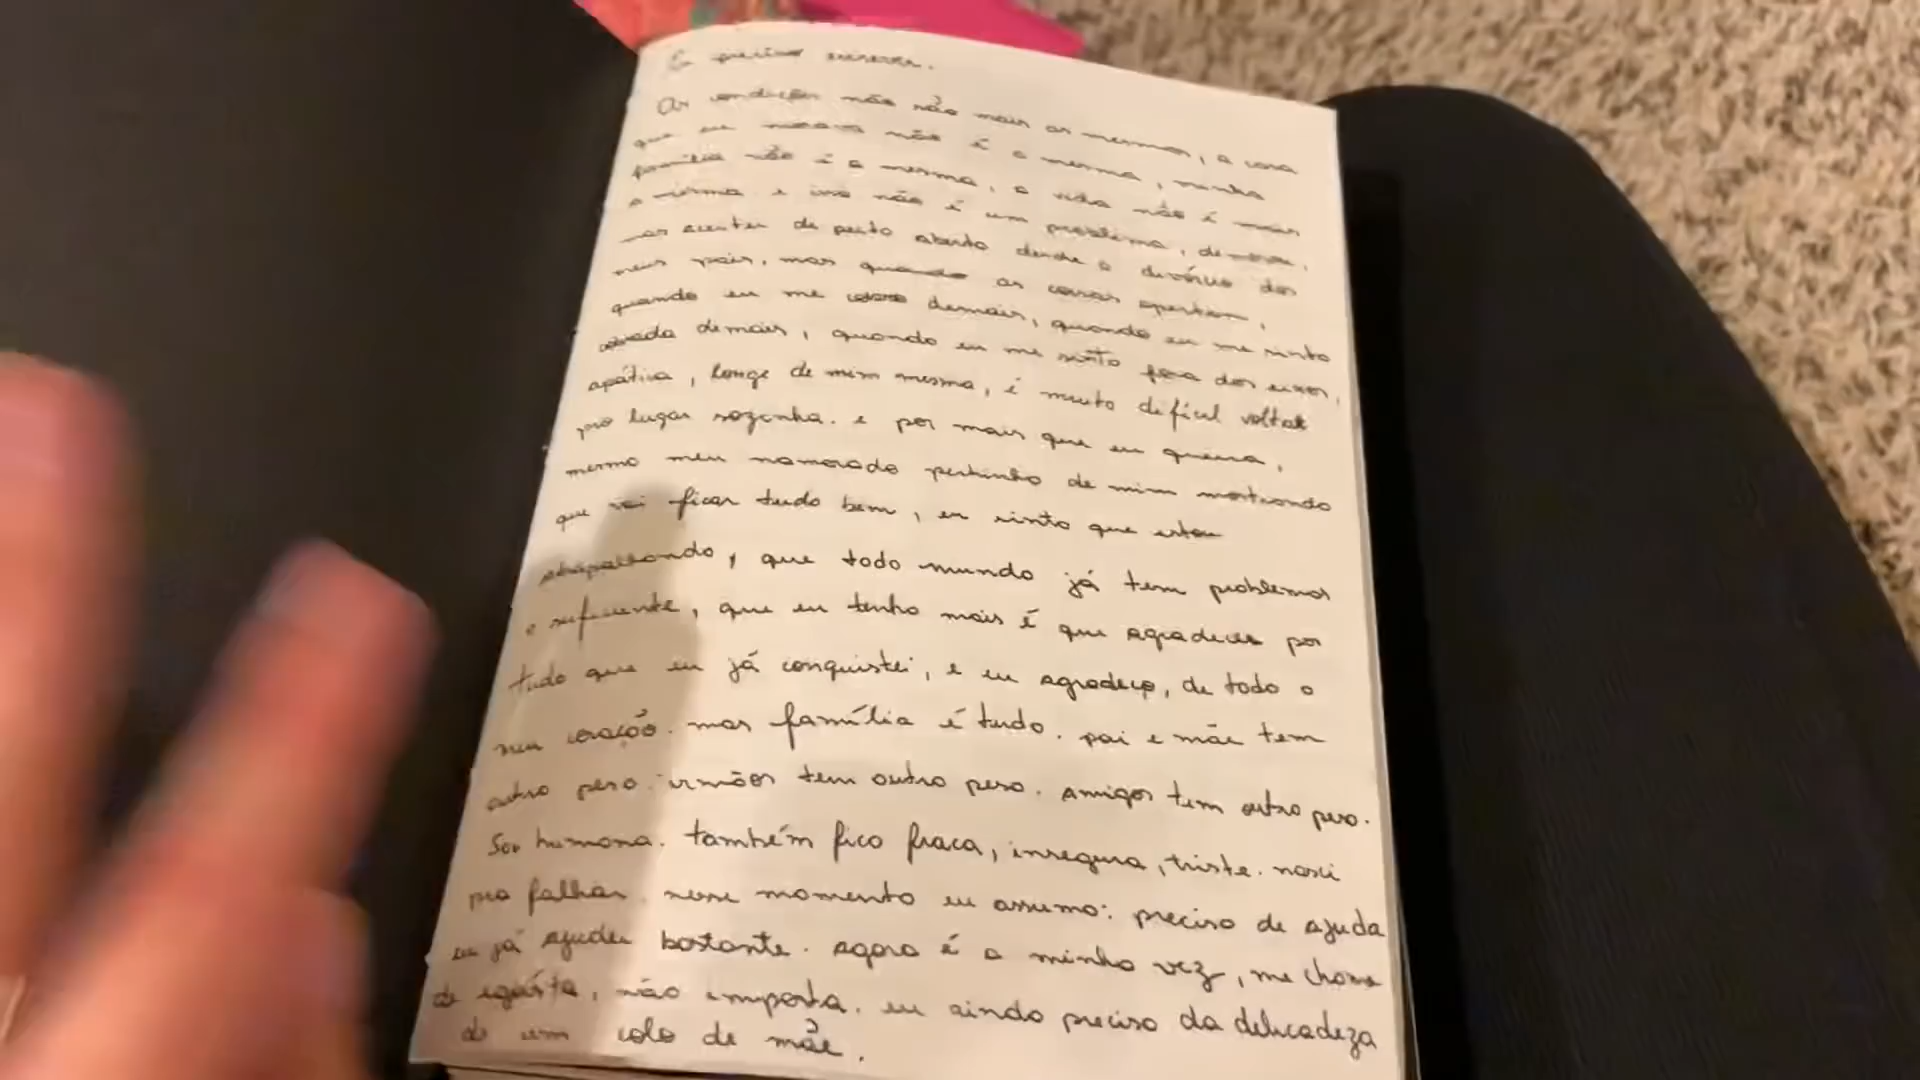 É preciso
As condições não são mais as mesmas, a casa
que eu morava não é a mesma, minha
família não é a mesma, a vida não é mais
a mesma. e isso não é um problema,
mas aceitei de peito aberto desde o divórcio dos
meus pais, mas quando as coisas apertam,
quando eu me cobro demais, quando eu me sinto
cobrada demais, quando eu me sinto fora dos eixos,
apática, longe de mim mesma, é muito difícil voltar
pro lugar sozinha. e por mais que eu queira,
mesmo meu namorado pertinho de mim mostrando
que vai ficar tudo bem, eu sinto que estou
atrapalhando, que todo mundo já tem problemas
o suficiente, que eu tenho mais é que agradecer por
tudo que eu já conquistei, e eu agradeço, de todo o
meu coração. mas família é tudo. pai e mãe tem
outro peso. irmãos tem outro peso. amigos tem outro peso.
Sou humana. também fico fraca, insegura, triste. nasci
pra falhar. nesse momento eu assumo: preciso de ajuda
eu já ajudei bastante. agora é a minha vez, me chame
de egoísta, não importa. eu ainda preciso da delicadeza
de um colo de mãe.